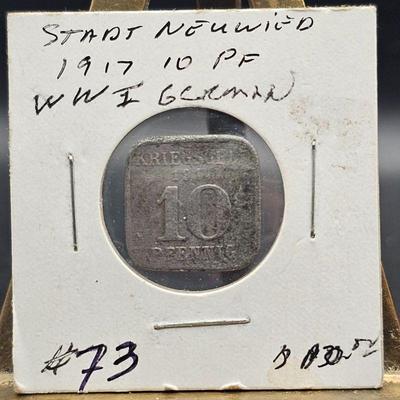 STADT NEUWIED
1917 10 PF
WWI GERMAN
KRIEGSGELD
10
PFENNIG
#73